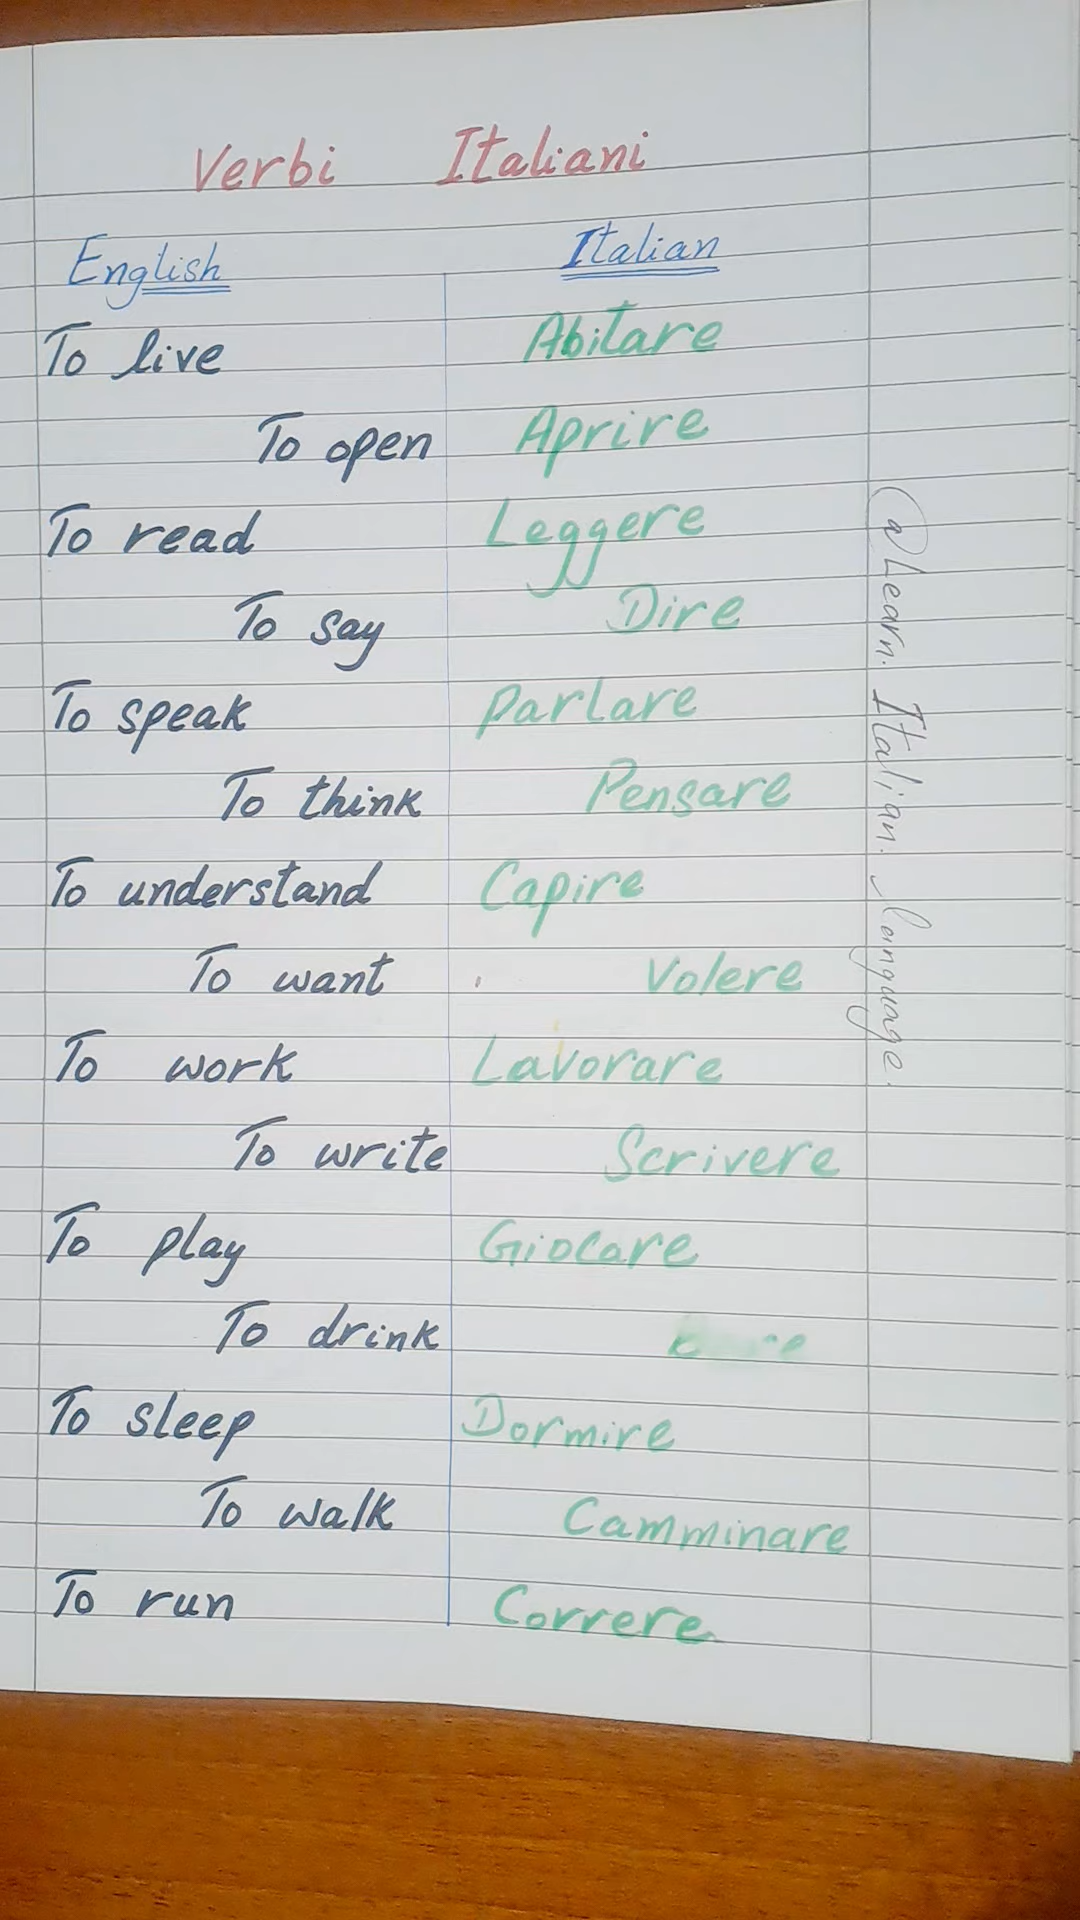 Verbi Italiani
English Italian
To live Abitare
To open Aprire
To read Leggere
To say Dire
To speak Parlare
To think Pensare
To understand Capire
To want Volere
To work Lavorare
To write Scrivere
To play Giocare
To drink
To sleep Dormire
To walk Camminare
To run Correre
@Learn.Italian.Language.